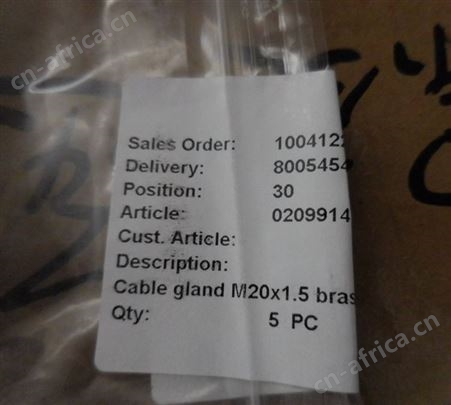 cn-africa.cn
Sales Order: 1004122
Delivery: 8005454
Position: 30
Article: 0209914
Cust. Article:
Description:
Cable gland M20x1.5 bras
Qty: 5 PC
cn-africa.cn